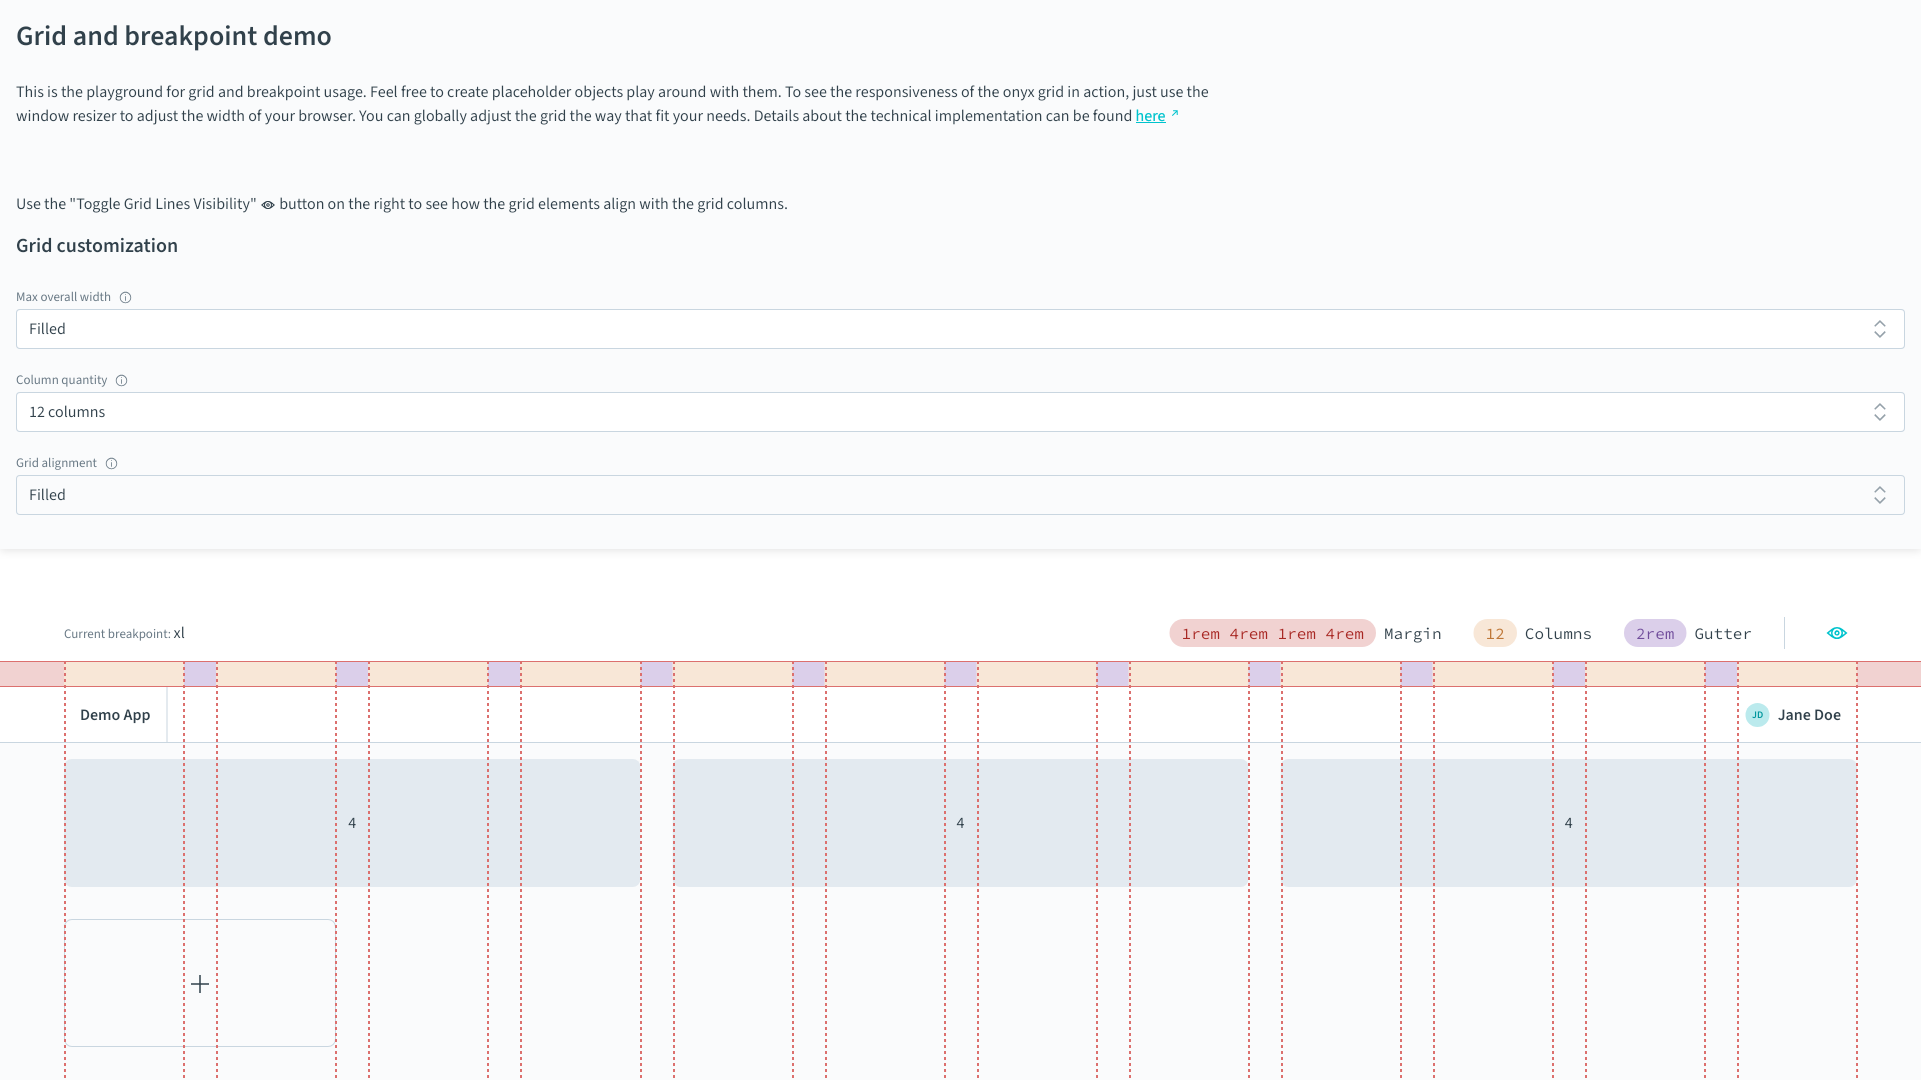 Grid and breakpoint demo
This is the playground for grid and breakpoint usage. Feel free to create placeholder objects play around with them. To see the responsiveness of the onyx grid in action, just use the
window resizer to adjust the width of your browser. You can globally adjust the grid the way that fit your needs. Details about the technical implementation can be found here
Use the "Toggle Grid Lines Visibility" button on the right to see how the grid elements align with the grid columns.
Grid customization
Max overall width
Filled
Column quantity
12 columns
Grid alignment
Filled
Current breakpoint: xl
1rem 4rem 1rem 4rem Margin 12 Columns 2rem Gutter
Demo App
JD Jane Doe
4 4 4